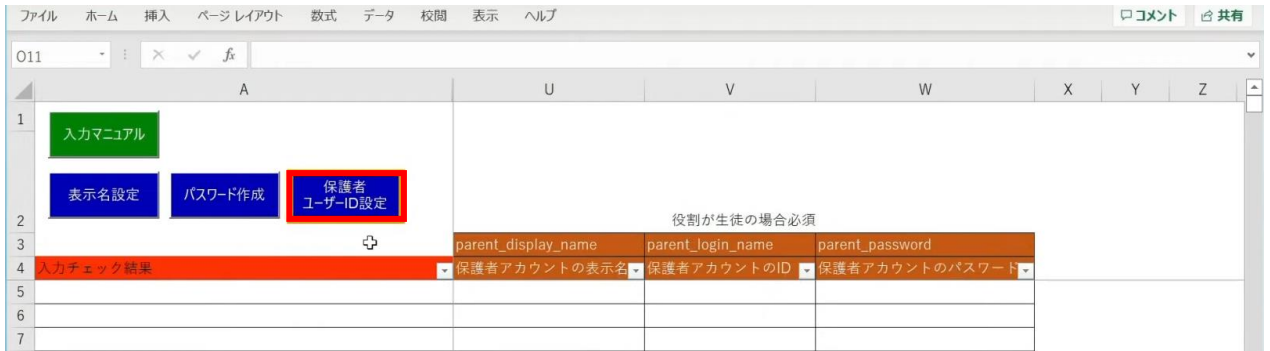 ファイル ホーム 挿入 ページ レイアウト 数式 データ 校閲 表示 ヘルプ コメント 共有
O11 fx
A U V W X Y Z
1
入力マニュアル
表示名設定 パスワード作成 保護者
ユーザーID設定
2 役割が生徒の場合必須
3 parent_display_name parent_login_name parent_password
4 入力チェック結果 保護者アカウントの表示名 保護者アカウントのID 保護者アカウントのパスワード
5
6
7